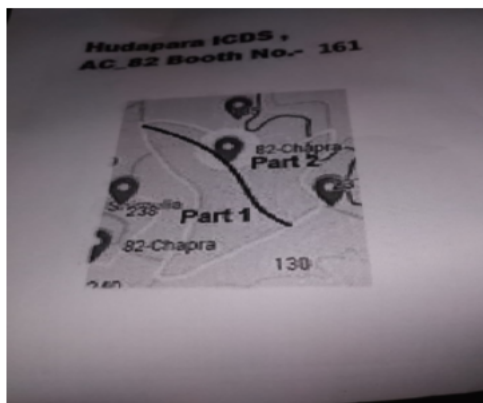 Hudapara ICDS ,
AC_82 Booth No.- 161
82-Chapra
Part 2
238
Part 1
82-Chapra
130